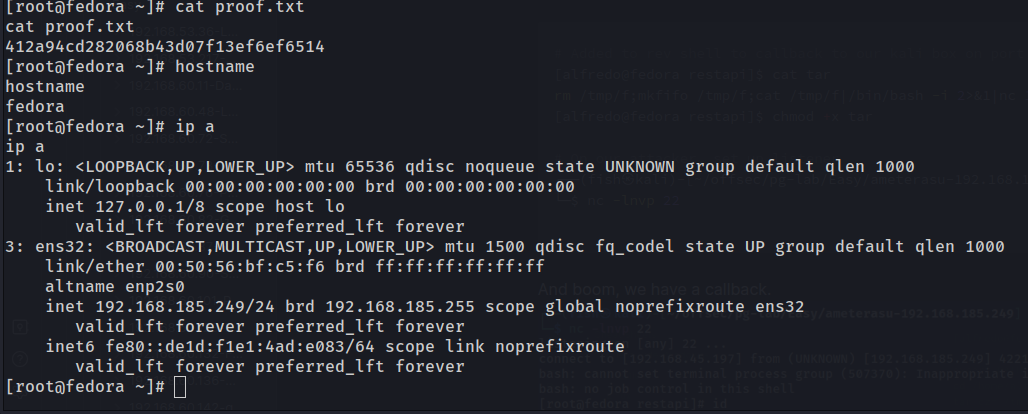 [root@fedora ~]# cat proof.txt
cat proof.txt
412a94cd282068b43d07f13ef6ef6514
[root@fedora ~]# hostname
hostname
fedora
[root@fedora ~]# ip a
ip a
1: lo: <LOOPBACK,UP,LOWER_UP> mtu 65536 qdisc noqueue state UNKNOWN group default qlen 1000
link/loopback 00:00:00:00:00:00 brd 00:00:00:00:00:00
inet 127.0.0.1/8 scope host lo
valid_lft forever preferred_lft forever
3: ens32: <BROADCAST,MULTICAST,UP,LOWER_UP> mtu 1500 qdisc fq_codel state UP group default qlen 1000
link/ether 00:50:56:bf:c5:f6 brd ff:ff:ff:ff:ff:ff
altname enp2s0
inet 192.168.185.249/24 brd 192.168.185.255 scope global noprefixroute ens32
valid_lft forever preferred_lft forever
inet6 fe80::de1d:f1e1:4ad:e083/64 scope link noprefixroute
valid_lft forever preferred_lft forever
[root@fedora ~]#
And boom, we have a callback.